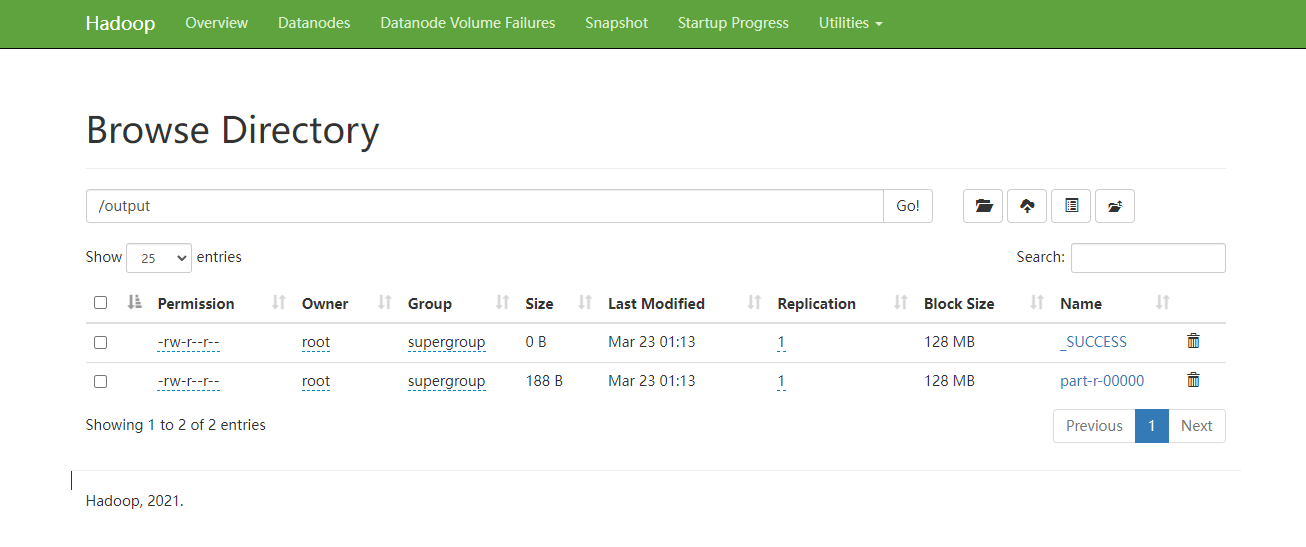 Hadoop Overview Datanodes Datanode Volume Failures Snapshot Startup Progress Utilities
Browse Directory
/output Go!
Show 25 entries Search:
Permission Owner Group Size Last Modified Replication Block Size Name
-rw-r--r-- root supergroup 0 B Mar 23 01:13 1 128 MB _SUCCESS
-rw-r--r-- root supergroup 188 B Mar 23 01:13 1 128 MB part-r-00000
Showing 1 to 2 of 2 entries Previous 1 Next
Hadoop, 2021.